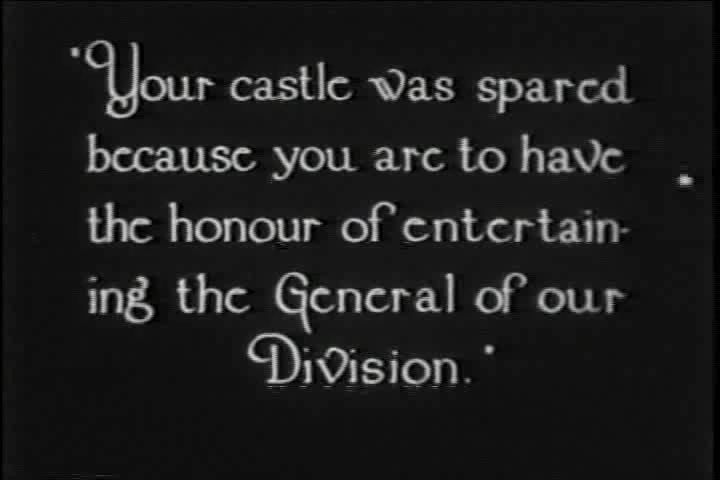 "Your castle was spared
because you are to have
the honour of entertain-
ing the General of our
Division."